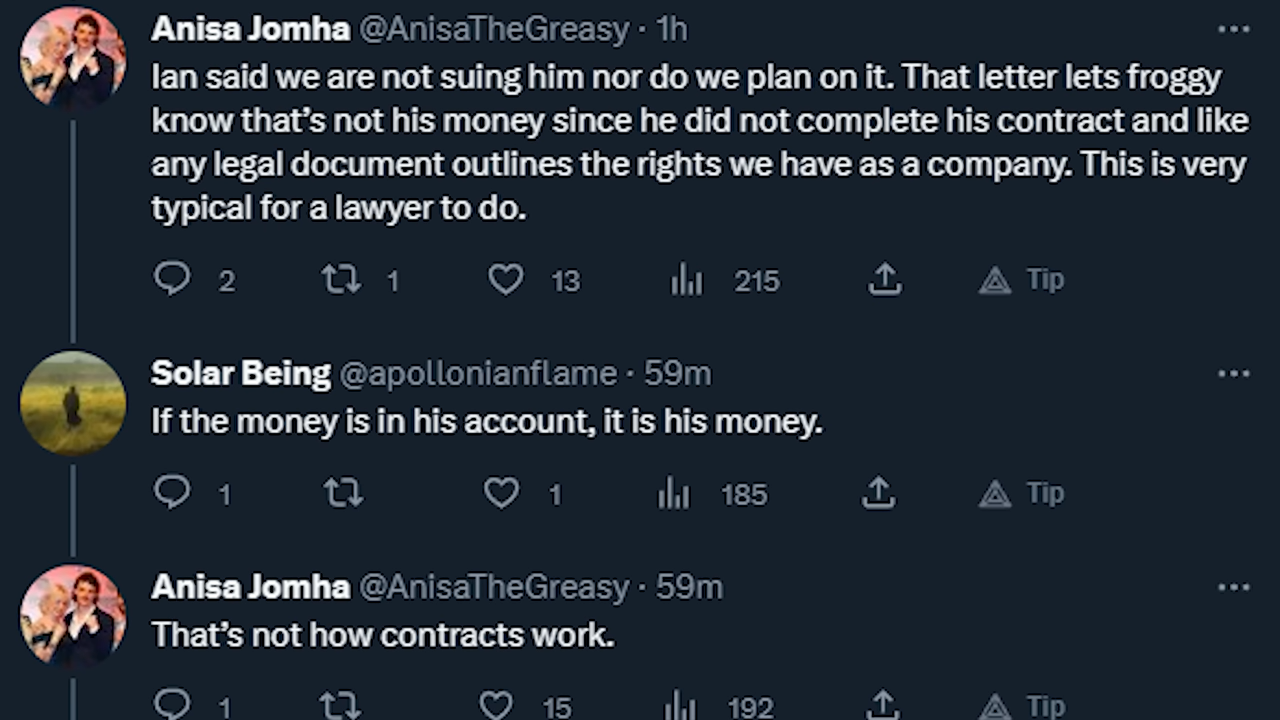 Anisa Jomha @AnisaTheGreasy · 1h
Ian said we are not suing him nor do we plan on it. That letter lets froggy
know that’s not his money since he did not complete his contract and like
any legal document outlines the rights we have as a company. This is very
typical for a lawyer to do.
2 1 13 215 Tip
Solar Being @apollonianflame · 59m
If the money is in his account, it is his money.
1 1 185 Tip
Anisa Jomha @AnisaTheGreasy · 59m
That’s not how contracts work.
1 15 192 Tip